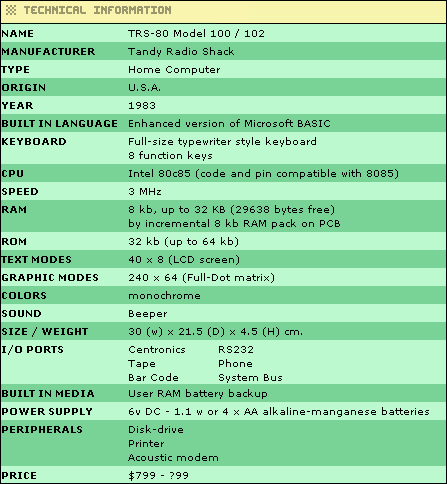 TECHNICAL INFORMATION
NAME TRS-80 Model 100 / 102
MANUFACTURER Tandy Radio Shack
TYPE Home Computer
ORIGIN U.S.A.
YEAR 1983
BUILT IN LANGUAGE Enhanced version of Microsoft BASIC
KEYBOARD Full-size typewriter style keyboard
8 function keys
CPU Intel 80c85 (code and pin compatible with 8085)
SPEED 3 MHz
RAM 8 kb, up to 32 KB (29638 bytes free)
by incremental 8 kb RAM pack on PCB
ROM 32 kb (up to 64 kb)
TEXT MODES 40 x 8 (LCD screen)
GRAPHIC MODES 240 x 64 (Full-Dot matrix)
COLORS monochrome
SOUND Beeper
SIZE / WEIGHT 30 (w) x 21.5 (D) x 4.5 (H) cm.
I/O PORTS Centronics RS232
Tape Phone
Bar Code System Bus
BUILT IN MEDIA User RAM battery backup
POWER SUPPLY 6v DC - 1.1 w or 4 x AA alkaline-manganese batteries
PERIPHERALS Disk-drive
Printer
Acoustic modem
PRICE $799 - ?99